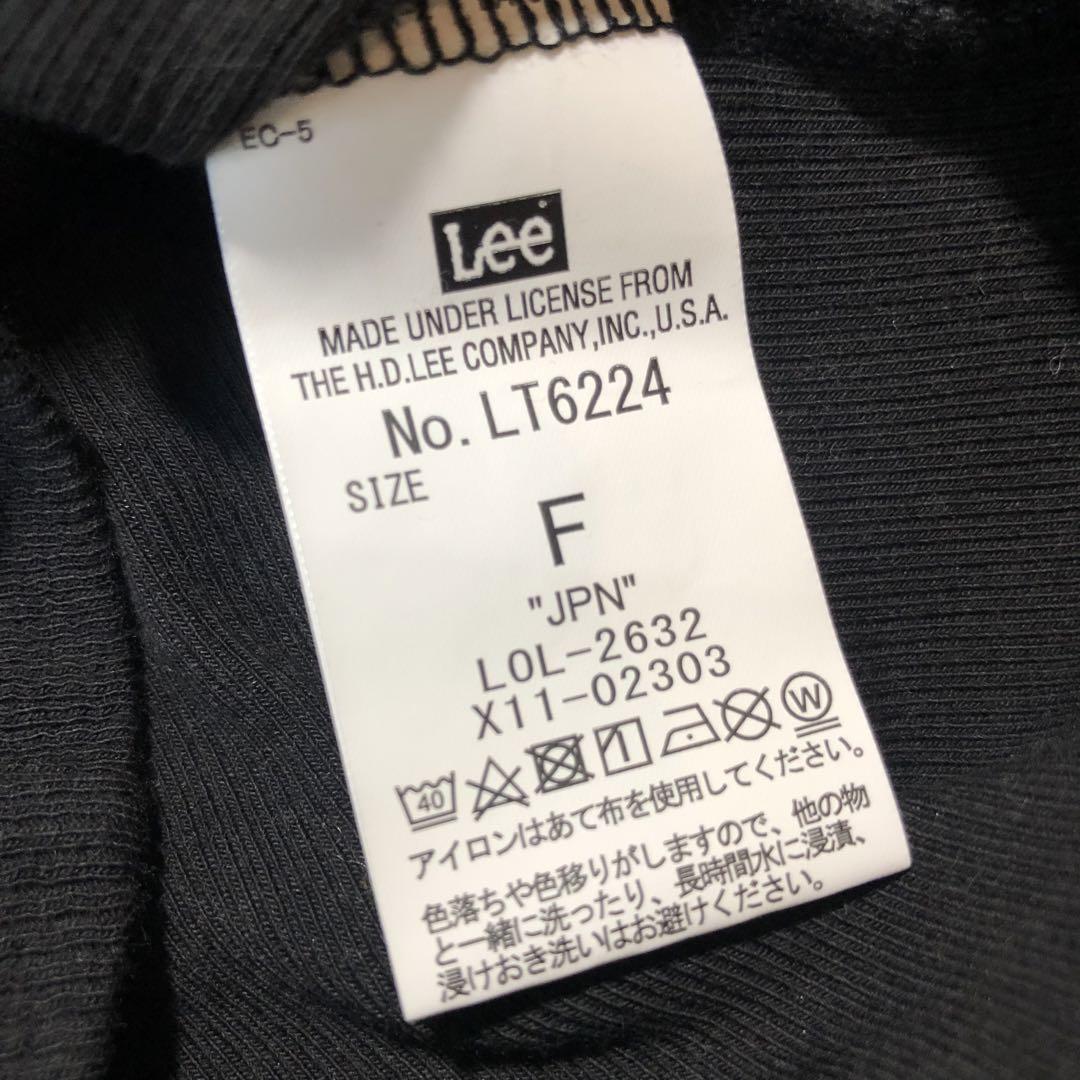 EC-5
Lee
MADE UNDER LICENSE FROM
THE H.D.LEE COMPANY,INC.,U.S.A.
No. LT6224
SIZE
F
"JPN"
LOL-2632
X11-02303
40 W
アイロンはあて布を使用してください。
色落ちや色移りがしますので、他の物
と一緒に洗ったり、長時間水に浸漬、
浸けおき洗いはお避けください。